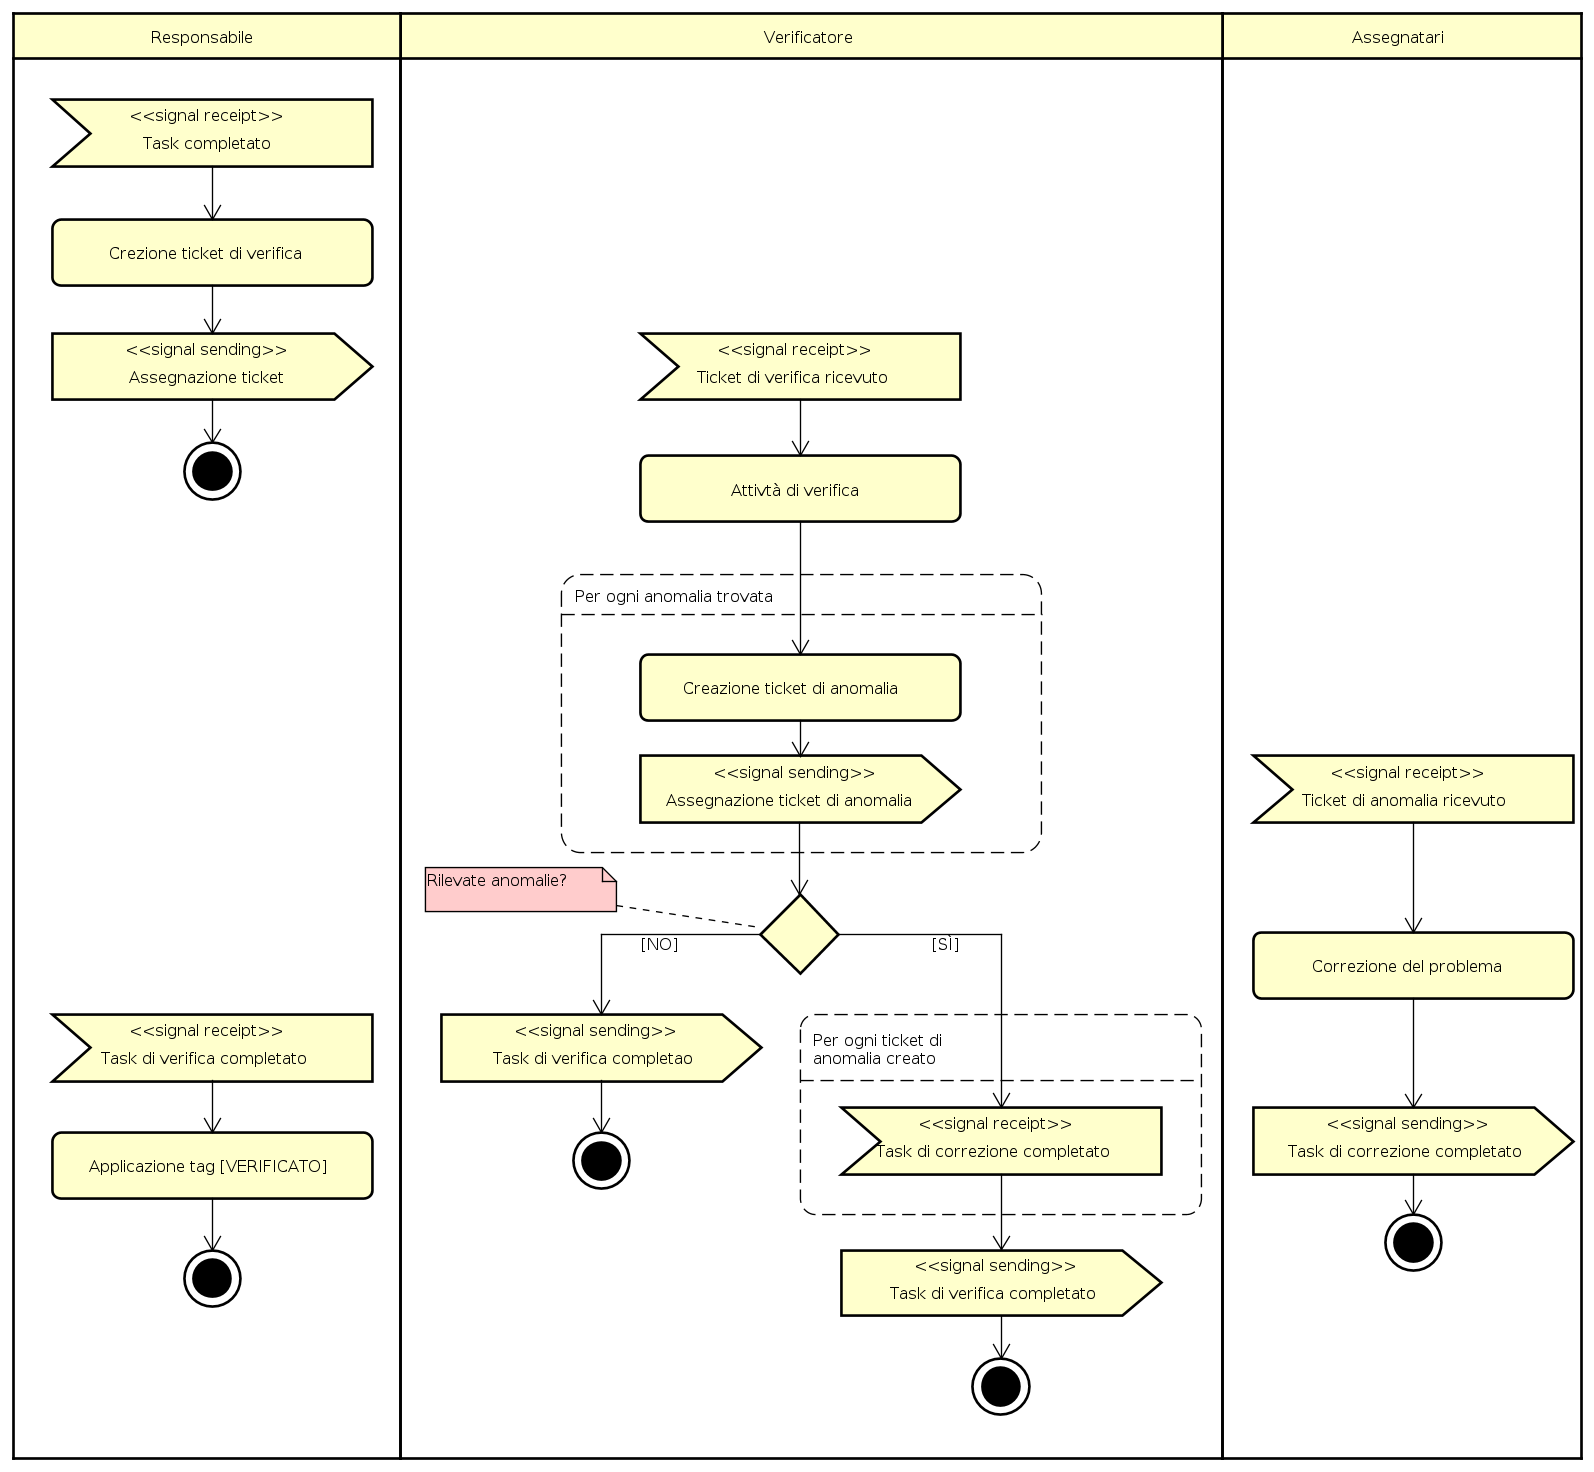 Responsabile
Verificatore
Assegnatari
<<signal receipt>>
Task completato
Crezione ticket di verifica
<<signal sending>>
Assegnazione ticket
<<signal receipt>>
Ticket di verifica ricevuto
Attivtà di verifica
Per ogni anomalia trovata
Creazione ticket di anomalia
<<signal sending>>
Assegnazione ticket di anomalia
<<signal receipt>>
Ticket di anomalia ricevuto
Rilevate anomalie?
[NO]
[SÌ]
Correzione del problema
<<signal receipt>>
Task di verifica completato
<<signal sending>>
Task di verifica completao
Per ogni ticket di
anomalia creato
<<signal receipt>>
Task di correzione completato
<<signal sending>>
Task di correzione completato
Applicazione tag [VERIFICATO]
<<signal sending>>
Task di verifica completato